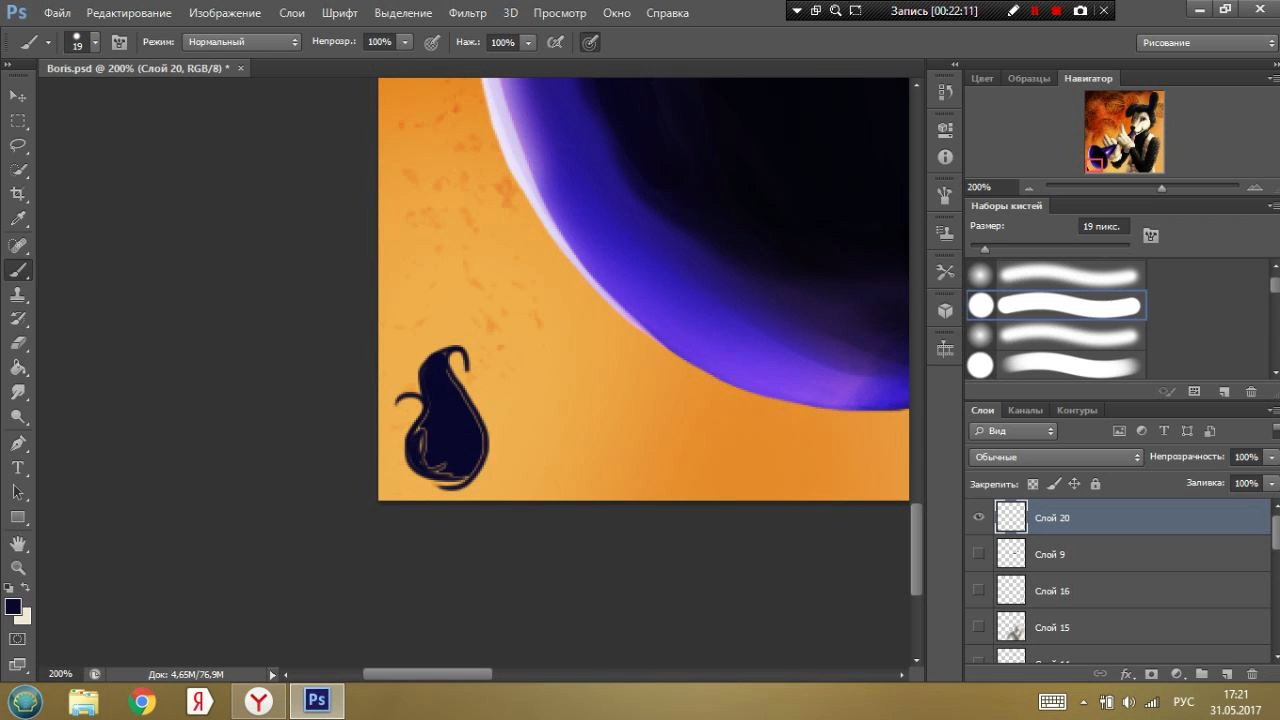 Ps Файл Редактирование Изображение Слои Шрифт Выделение Фильтр 3D Просмотр Окно Справка
Запись [00:22:11]
19 Режим: Нормальный Непрозр.: 100% Наж.: 100% Рисование
Boris.psd @ 200% (Слой 20, RGB/8) * ×
Цвет Образцы Навигатор
200%
Наборы кистей
Размер: 19 пикс.
Слои Каналы Контуры
Вид
Обычные Непрозрачность: 100%
Закрепить: Заливка: 100%
Слой 20
Слой 9
Слой 16
Слой 15
200% Док: 4,65M/76,9M
Я Y Ps РУС 17:21
31.05.2017